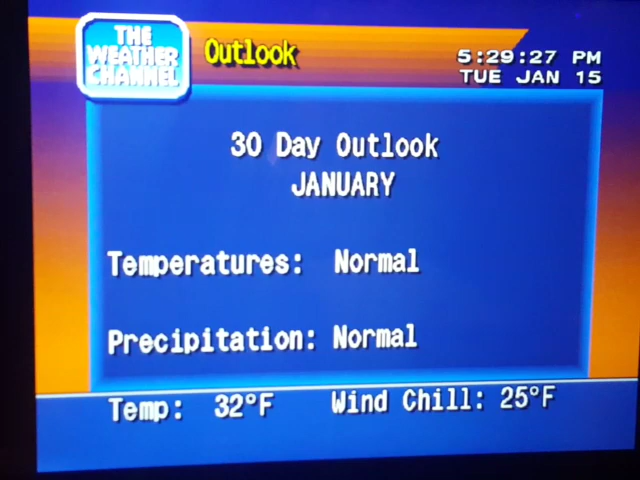 THE
WEATHER
CHANNEL
Outlook
5:29:27 PM
TUE JAN 15
30 Day Outlook
JANUARY
Temperatures: Normal
Precipitation: Normal
Temp: 32°F Wind Chill: 25°F